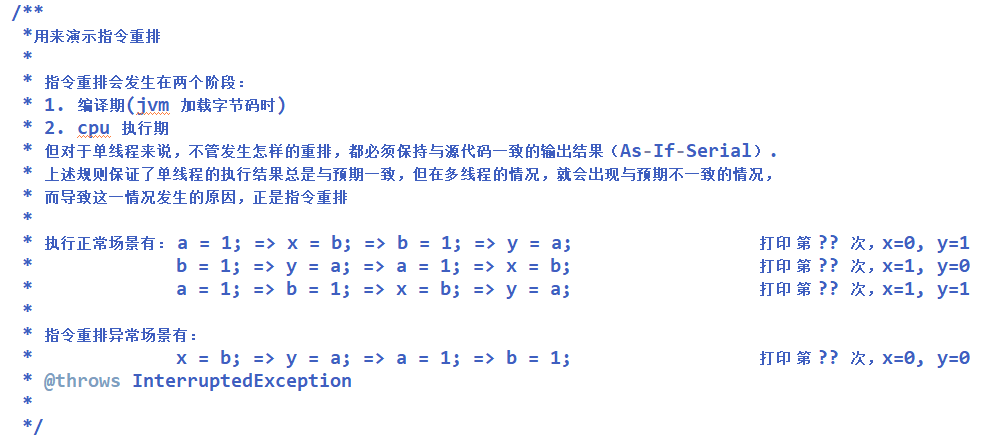 /**
 *用来演示指令重排
 *
 * 指令重排会发生在两个阶段:
 * 1. 编译期(jvm 加载字节码时)
 * 2. cpu 执行期
 * 但对于单线程来说,不管发生怎样的重排,都必须保持与源代码一致的输出结果(As-If-Serial).
 * 上述规则保证了单线程的执行结果总是与预期一致,但在多线程的情况,就会出现与预期不一致的情况,
 * 而导致这一情况发生的原因,正是指令重排
 *
 * 执行正常场景有: a = 1; => x = b; => b = 1; => y = a; 打印第 ?? 次,x=0, y=1
 * b = 1; => y = a; => a = 1; => x = b; 打印第 ?? 次,x=1, y=0
 * a = 1; => b = 1; => x = b; => y = a; 打印第 ?? 次,x=1, y=1
 *
 * 指令重排异常场景有:
 * x = b; => y = a; => a = 1; => b = 1; 打印第 ?? 次,x=0, y=0
 * @throws InterruptedException
 *
 */